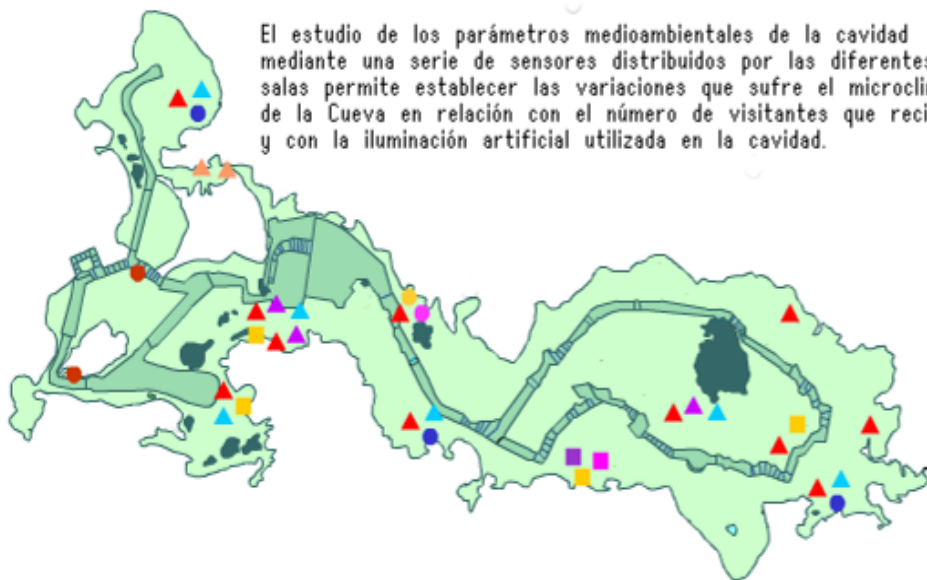 El estudio de los parámetros medioambientales de la cavidad
mediante una serie de sensores distribuidos por las diferentes
salas permite establecer las variaciones que sufre el microcli
de la Cueva en relación con el número de visitantes que reci
y con la iluminación artificial utilizada en la cavidad.